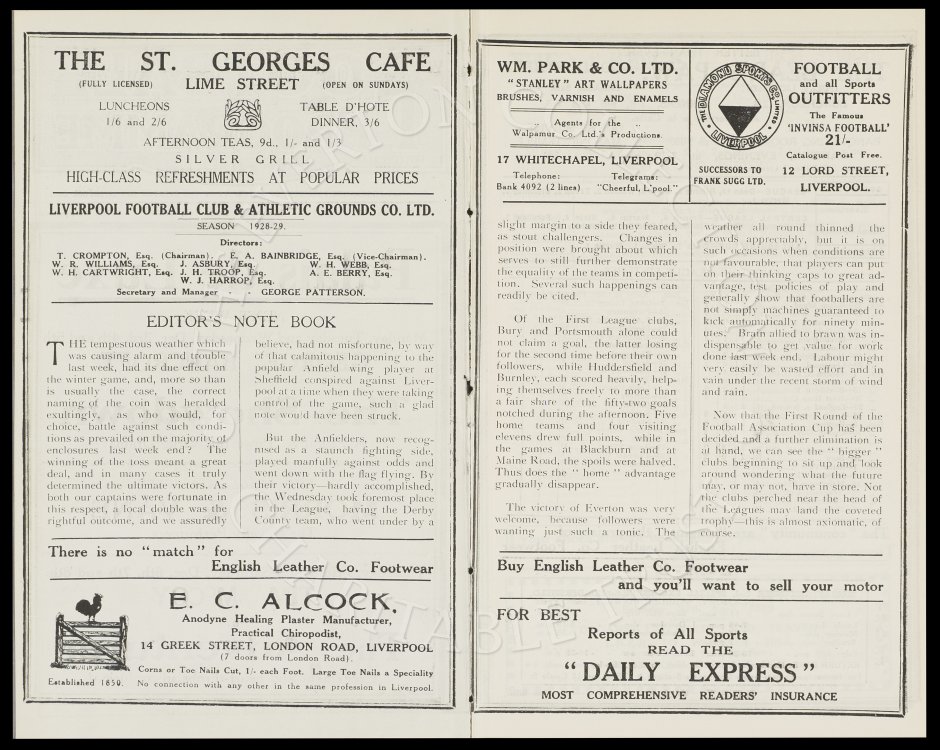 THE ST. GEORGES CAFE
(FULLY LICENSED) LIME STREET (OPEN ON SUNDAYS)
LUNCHEONS
1/6 and 2/6
TABLE D'HOTE
DINNER, 3/6
AFTERNOON TEAS, 9d., 1/- and 1/3
SILVER GRILL
HIGH-CLASS REFRESHMENTS AT POPULAR PRICES
LIVERPOOL FOOTBALL CLUB & ATHLETIC GROUNDS CO. LTD.
SEASON 1928-29.
Directors:
T. CROMPTON, Esq. (Chairman). E. A. BAINBRIDGE, Esq. (Vice-Chairman).
W. R. WILLIAMS, Esq. J. ASBURY, Esq. W. H. WEBB, Esq.
W. H. CARTWRIGHT, Esq. J. H. TROOP, Esq. A. E. BERRY, Esq.
W. J. HARROP, Esq.
Secretary and Manager - - GEORGE PATTERSON.
EDITOR'S NOTE BOOK
THE tempestuous weather which
was causing alarm and trouble
last week, had its due effect on
the winter game, and, more so than
is usually the case, the correct
naming of the coin was heralded
exultingly, as who would, for
choice, battle against such condi-
tions as prevailed on the majority of
enclosures last week end? The
winning of the toss meant a great
deal, and in many cases it truly
determined the ultimate victors. As
both our captains were fortunate in
this respect, a local double was the
rightful outcome, and we assuredly
believe, had not misfortune, by way
of that calamitous happening to the
popular Anfield wing player at
Sheffield conspired against Liver-
pool at a time when they were taking
control of the game, such a glad
note would have been struck.
But the Anfielders, now recog-
nised as a staunch fighting side,
played manfully against odds and
went down with the flag flying. By
their victory—hardly accomplished,
the Wednesday took foremost place
in the League, having the Derby
County team, who went under by a
There is no "match" for
English Leather Co. Footwear
E. C. ALCOCK,
Anodyne Healing Plaster Manufacturer,
Practical Chiropodist,
14 GREEK STREET, LONDON ROAD, LIVERPOOL
(7 doors from London Road).
Corns or Toe Nails Cut, 1/- each Foot. Large Toe Nails a Speciality
Established 1850. No connection with any other in the same profession in Liverpool.
WM. PARK & CO. LTD.
"STANLEY" ART WALLPAPERS
BRUSHES, VARNISH AND ENAMELS
.. Agents for the ..
Walpamur Co. Ltd.'s Productions.
17 WHITECHAPEL, LIVERPOOL
Telephone: Telegrams:
Bank 4092 (2 lines) - "Cheerful, L'pool."
THE DIAMOND SPORTS CO LIMITED
LIVERPOOL
SUCCESSORS TO
FRANK SUGG LTD.
FOOTBALL
and all Sports
OUTFITTERS
The Famous
'INVINSA FOOTBALL'
21/-
Catalogue Post Free.
12 LORD STREET,
LIVERPOOL.
slight margin to a side they feared,
as stout challengers. Changes in
position were brought about which
serves to still further demonstrate
the equality of the teams in competi-
tion. Several such happenings can
readily be cited.
Of the First League clubs,
Bury and Portsmouth alone could
not claim a goal, the latter losing
for the second time before their own
followers, while Huddersfield and
Burnley, each scored heavily, help-
ing themselves freely to more than
a fair share of the fifty-two goals
notched during the afternoon. Five
home teams and four visiting
elevens drew full points, while in
the games at Blackburn and at
Maine Road, the spoils were halved.
Thus does the "home" advantage
gradually disappear.
The victory of Everton was very
welcome, because followers were
wanting just such a tonic. The
weather all round thinned the
crowds appreciably, but it is on
such occasions when conditions are
not favourable, that players can put
on their thinking caps to great ad-
vantage, test policies of play and
generally show that footballers are
not simply machines guaranteed to
kick automatically for ninety min-
utes. Brain allied to brawn was in-
dispensable to get value for work
done last week end. Labour might
very easily be wasted effort and in
vain under the recent storm of wind
and rain.
Now that the First Round of the
Football Association Cup has been
decided and a further elimination is
at hand, we can see the "bigger"
clubs beginning to sit up and look
around wondering what the future
may, or may not, have in store. Not
the clubs perched near the head of
the Leagues may land the coveted
trophy—this is almost axiomatic, of
course.
Buy English Leather Co. Footwear
and you'll want to sell your motor
FOR BEST
Reports of All Sports
READ THE
"DAILY EXPRESS"
MOST COMPREHENSIVE READERS' INSURANCE